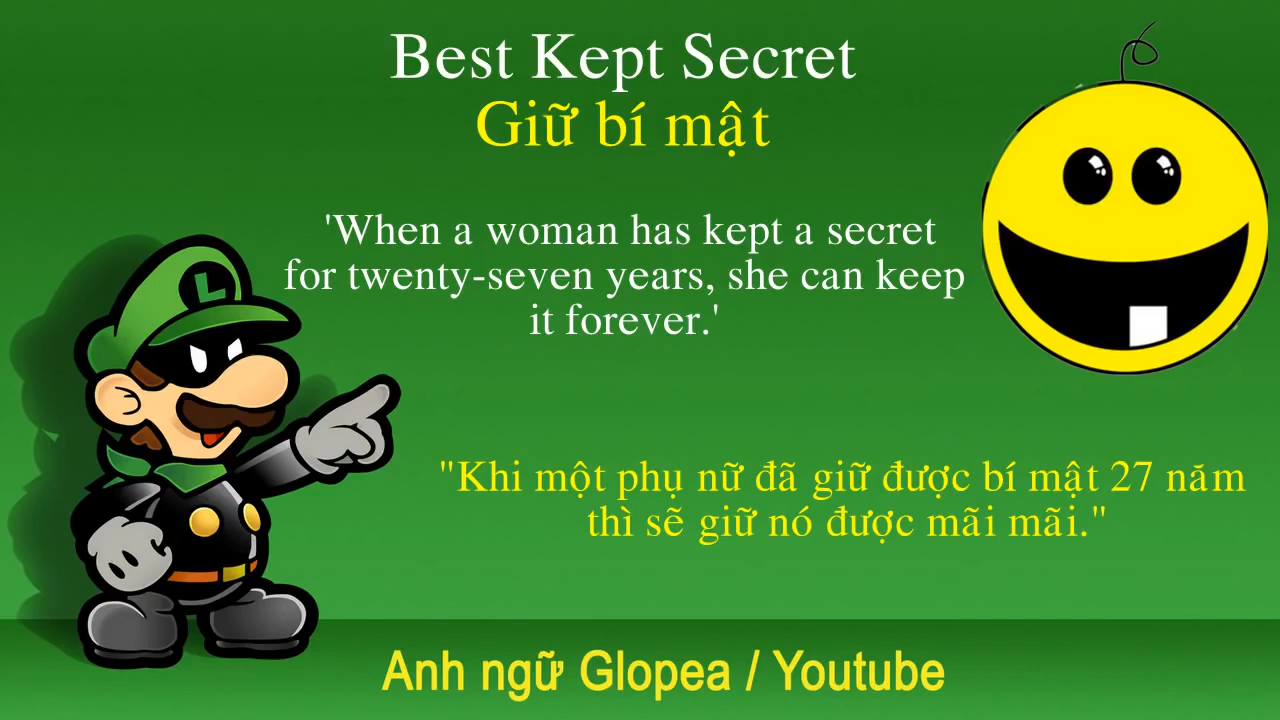 Best Kept Secret
Giữ bí mật
'When a woman has kept a secret
for twenty-seven years, she can keep
it forever.'
L
"Khi một phụ nữ đã giữ được bí mật 27 năm
thì sẽ giữ nó được mãi mãi."
Anh ngữ Glopea / Youtube